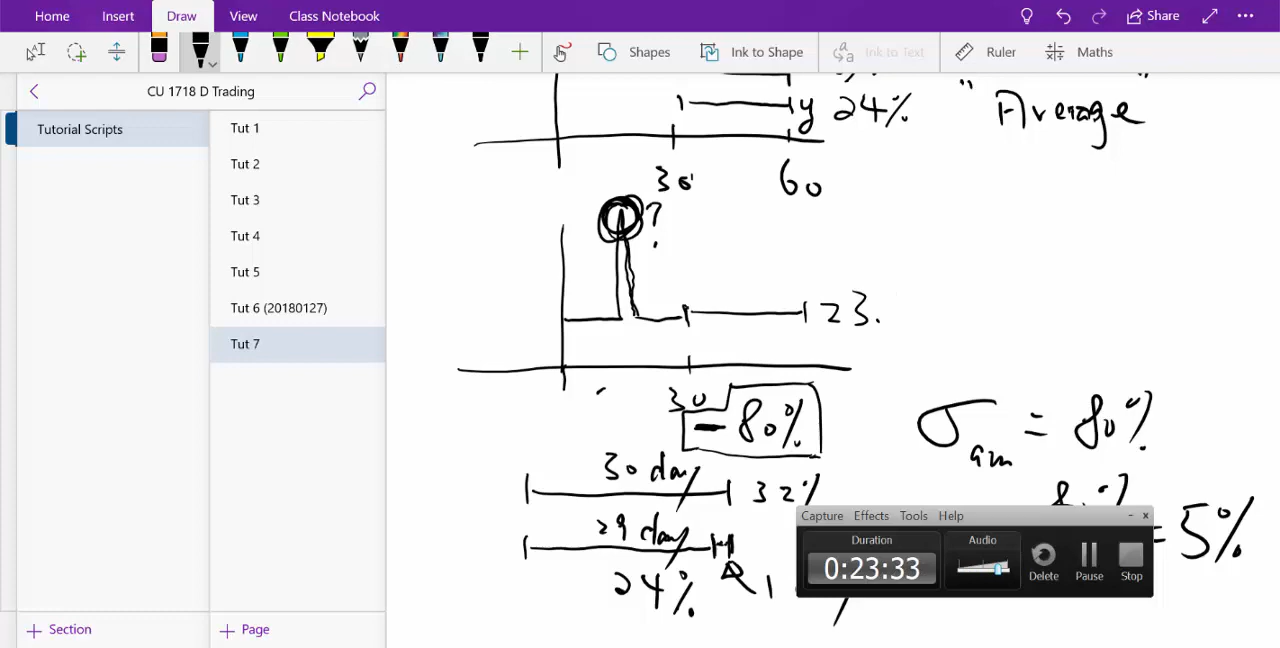 Home Insert Draw View Class Notebook Share
Shapes Ink to Shape Ink to Text Ruler Maths
CU 1718 D Trading
Tutorial Scripts
Tut 1
Tut 2
Tut 3
Tut 4
Tut 5
Tut 6 (20180127)
Tut 7
Section
Page
y 24% " Average "
30 60
?
23.
30
- 80%
σam = 80%
30 day 32%
29 day
24% 1
= 5%
Capture Effects Tools Help
Duration Audio
0:23:33
Delete Pause Stop